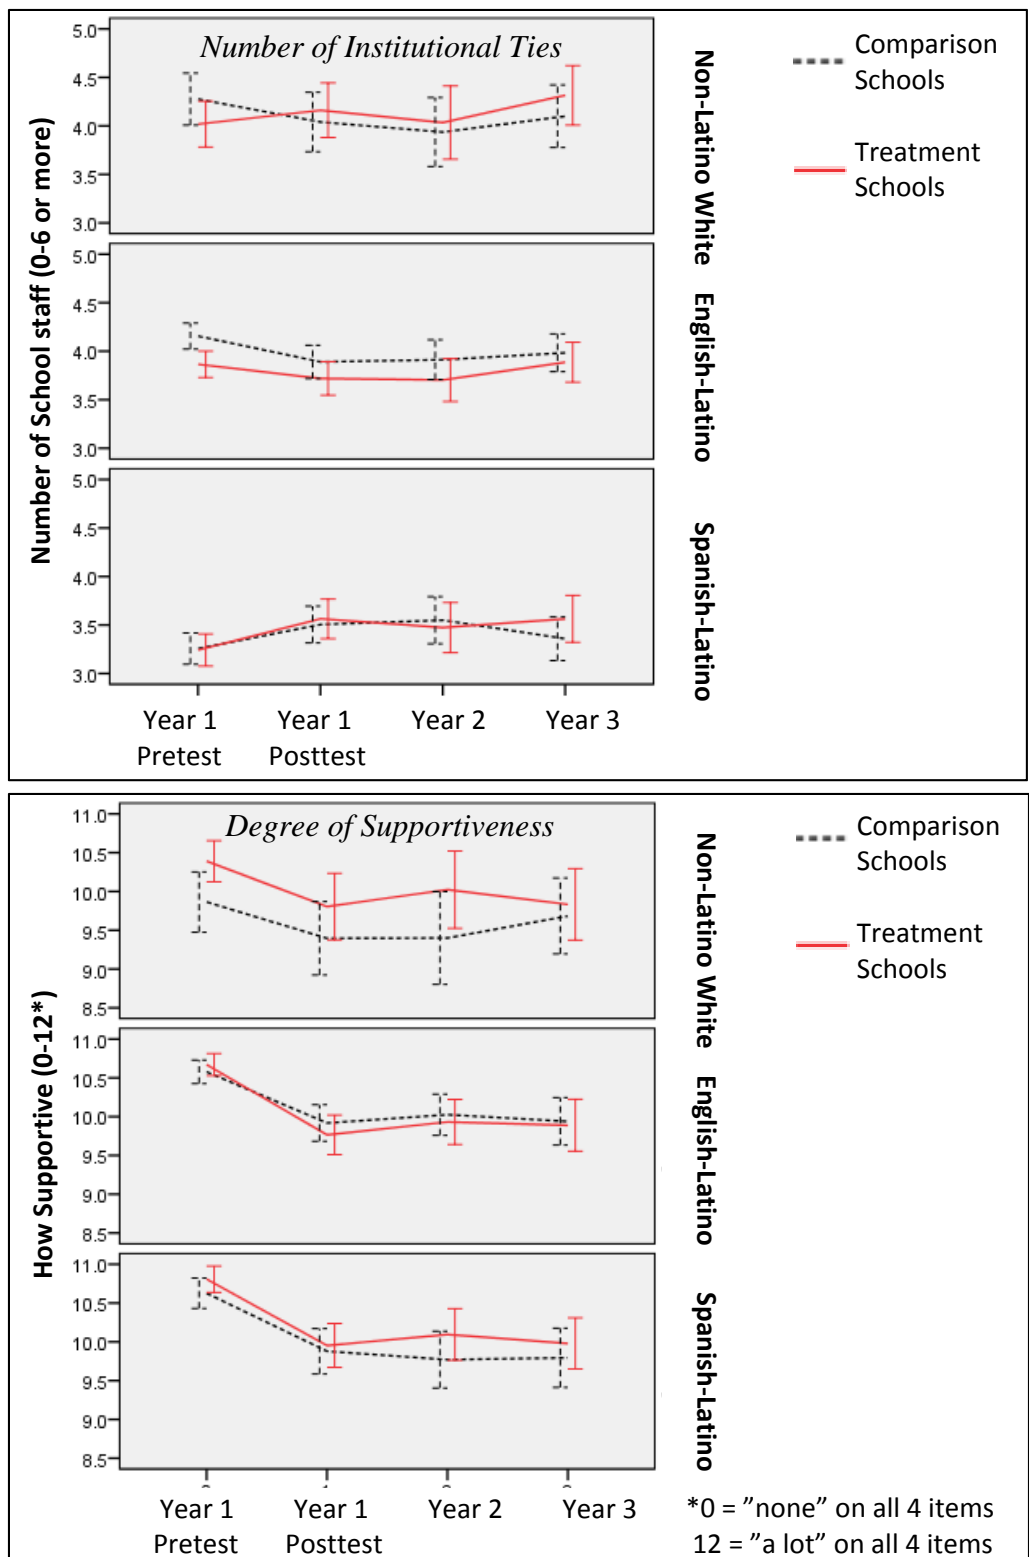 Number of Institutional Ties
Number of School staff (0-6 or more)
5.0
4.5
4.0
3.5
3.0
Non-Latino White
5.0
4.5
4.0
3.5
3.0
English-Latino
5.0
4.5
4.0
3.5
3.0
Spanish-Latino
Year 1
Pretest
Year 1
Posttest
Year 2
Year 3
Comparison
Schools
Treatment
Schools
Degree of Supportiveness
How Supportive (0-12*)
11.0
10.5
10.0
9.5
9.0
8.5
Non-Latino White
11.0
10.5
10.0
9.5
9.0
8.5
English-Latino
11.0
10.5
10.0
9.5
9.0
8.5
Spanish-Latino
Year 1
Pretest
Year 1
Posttest
Year 2
Year 3
Comparison
Schools
Treatment
Schools
*0 = ”none” on all 4 items
12 = ”a lot” on all 4 items